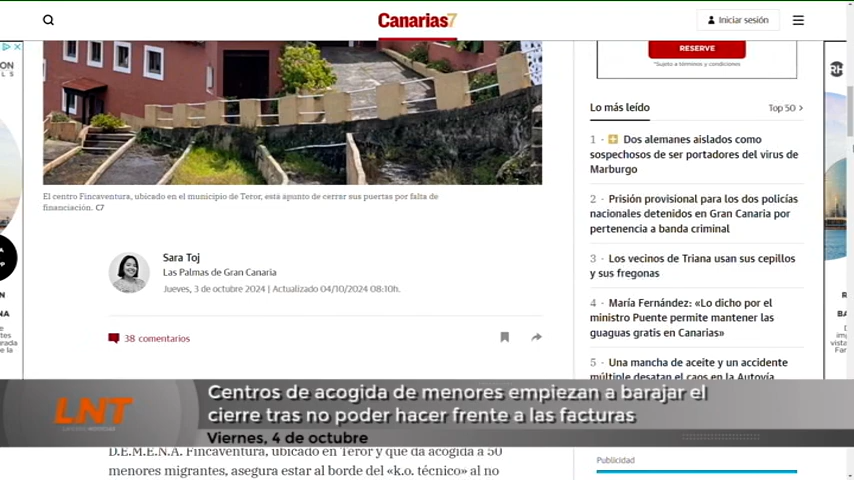 Canarias7
Iniciar sesión
RESERVE
*Sujeto a términos y condiciones
Lo más leído
Top 50
1 · Dos alemanes aislados como
sospechosos de ser portadores del virus de
Marburgo
2 · Prisión provisional para los dos policías
nacionales detenidos en Gran Canaria por
pertenencia a banda criminal
3 · Los vecinos de Triana usan sus cepillos
y sus fregonas
4 · María Fernández: «Lo dicho por el
ministro Puente permite mantener las
guaguas gratis en Canarias»
5 · Una mancha de aceite y un accidente
múltiple desatan el caos en la Autovía
Publicidad
El centro Fincaventura, ubicado en el municipio de Teror, está apunto de cerrar sus puertas por falta de
financiación. C7
Sara Toj
Las Palmas de Gran Canaria
Jueves, 3 de octubre 2024 | Actualizado 04/10/2024 08:10h.
38 comentarios
LNT
Centros de acogida de menores empiezan a barajar el
cierre tras no poder hacer frente a las facturas
Viernes, 4 de octubre
D.E.M.E.N.A. Fincaventura, ubicado en Teror y que da acogida a 50
menores migrantes, asegura estar al borde del «k.o. técnico» al no